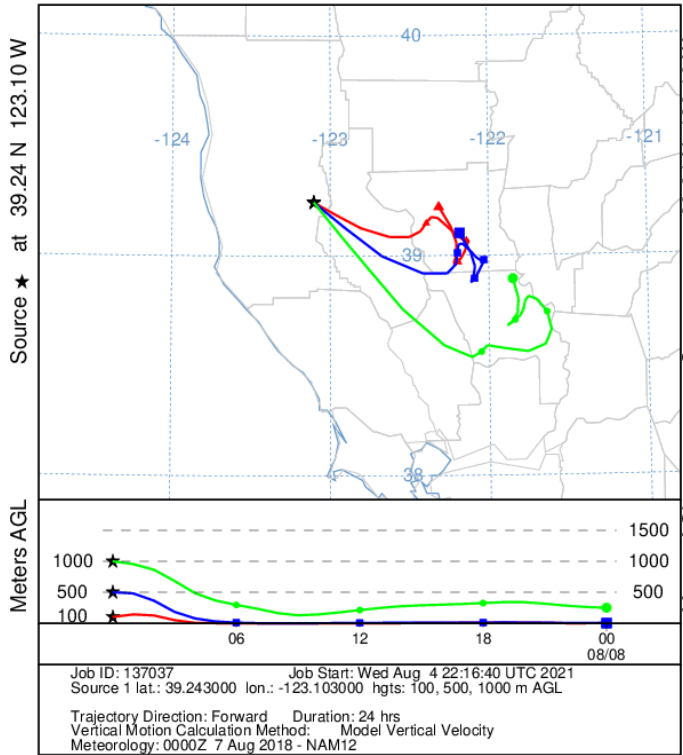 Source ★ at 39.24 N 123.10 W
40
-124
-123
-122
-121
39
38
Meters AGL
1500
1000
1000
500
500
100
06
12
18
00
08/08
Job ID: 137037 Job Start: Wed Aug 4 22:16:40 UTC 2021
Source 1 lat.: 39.243000 lon.: -123.103000 hgts: 100, 500, 1000 m AGL
Trajectory Direction: Forward Duration: 24 hrs
Vertical Motion Calculation Method: Model Vertical Velocity
Meteorology: 0000Z 7 Aug 2018 - NAM12